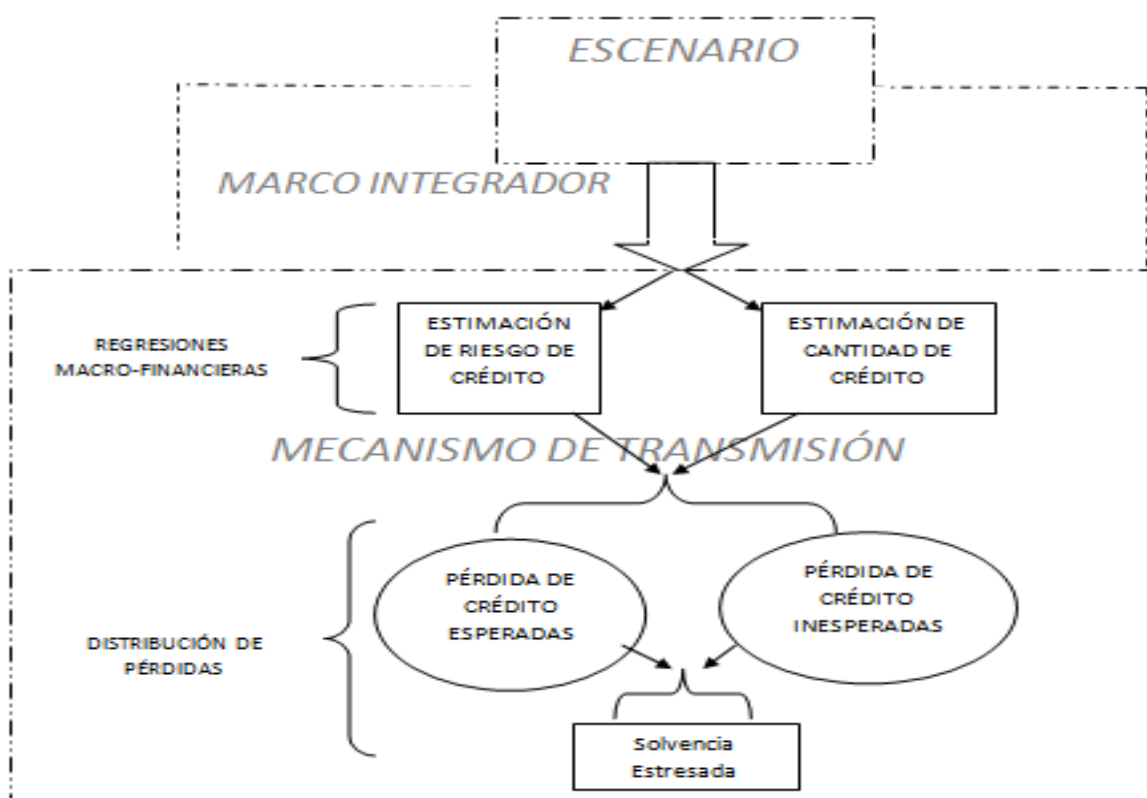 ESCENARIO
MARCO INTEGRADOR
REGRESIONES
MACRO-FINANCIERAS
ESTIMACIÓN
DE RIESGO DE
CRÉDITO
ESTIMACIÓN DE
CANTIDAD DE
CRÉDITO
MECANISMO DE TRANSMISIÓN
DISTRIBUCIÓN DE
PÉRDIDAS
PÉRDIDA DE
CRÉDITO
ESPERADAS
PÉRDIDA DE
CRÉDITO
INESPERADAS
Solvencia
Estresada